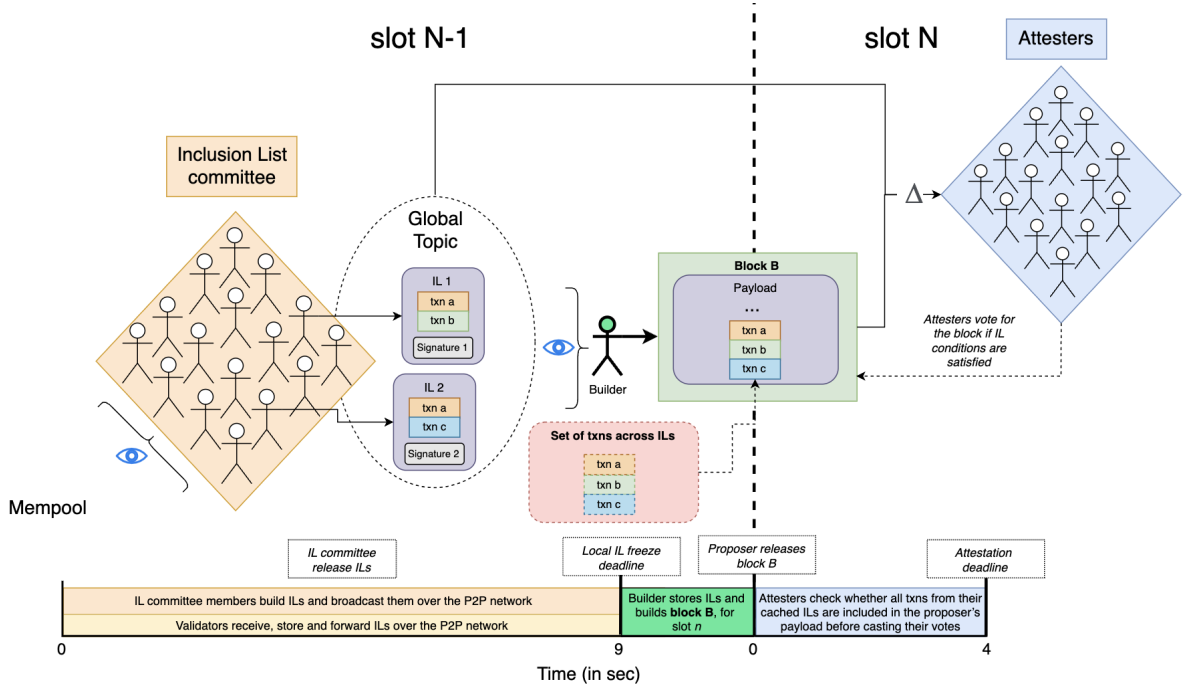 slot N-1
slot N
Attesters
Inclusion List
committee
Global
Topic
IL 1
txn a
txn b
Signature 1
IL 2
txn a
txn c
Signature 2
Builder
Block B
Payload
...
txn a
txn b
txn c
Δ
Attesters vote for
the block if IL
conditions are
satisfied
Set of txns across ILs
txn a
txn b
txn c
Mempool
IL committee
release ILs
Local IL freeze
deadline
Proposer releases
block B
Attestation
deadline
IL committee members build ILs and broadcast them over the P2P network
Validators receive, store and forward ILs over the P2P network
Builder stores ILs and
builds block B, for
slot n
Attesters check whether all txns from their
cached ILs are included in the proposer's
payload before casting their votes
0
9
0
4
Time (in sec)